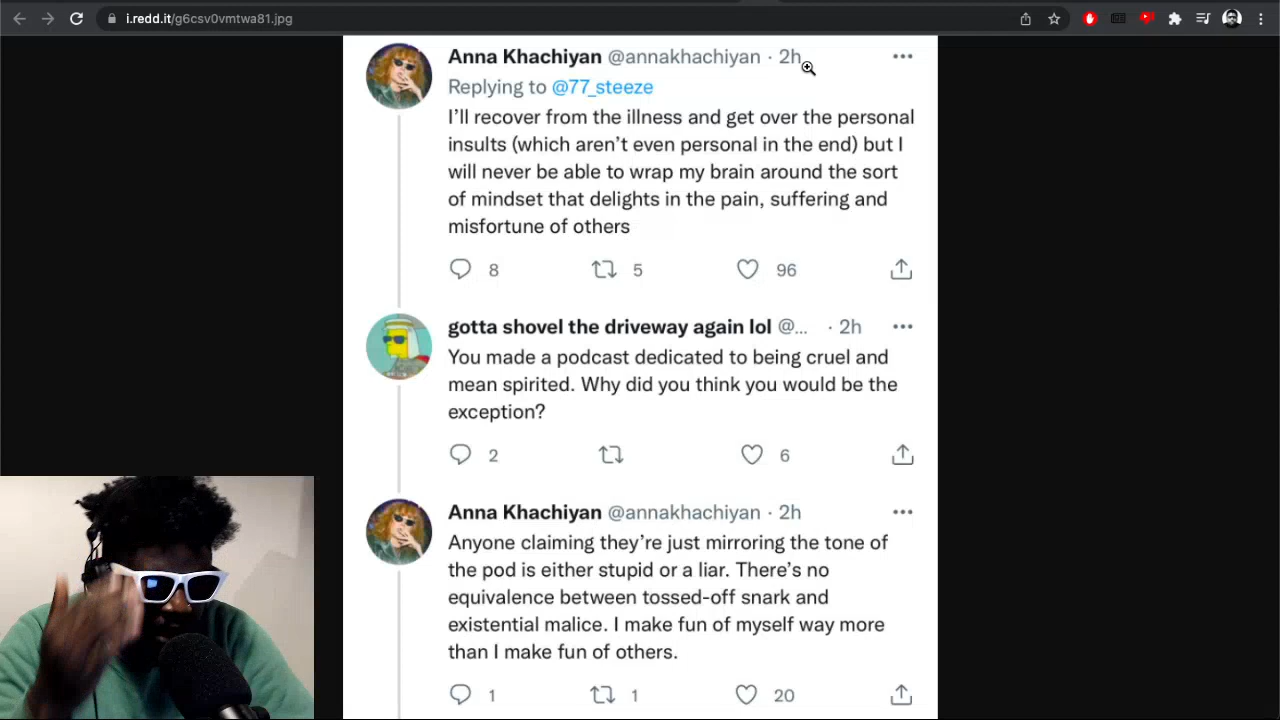 i.redd.it/g6csv0vmtwa81.jpg
Anna Khachiyan @annakhachiyan · 2h
Replying to @77_steeze
I’ll recover from the illness and get over the personal
insults (which aren’t even personal in the end) but I
will never be able to wrap my brain around the sort
of mindset that delights in the pain, suffering and
misfortune of others
8 5 96
gotta shovel the driveway again lol @... · 2h
You made a podcast dedicated to being cruel and
mean spirited. Why did you think you would be the
exception?
2 6
Anna Khachiyan @annakhachiyan · 2h
Anyone claiming they’re just mirroring the tone of
the pod is either stupid or a liar. There’s no
equivalence between tossed-off snark and
existential malice. I make fun of myself way more
than I make fun of others.
1 1 20